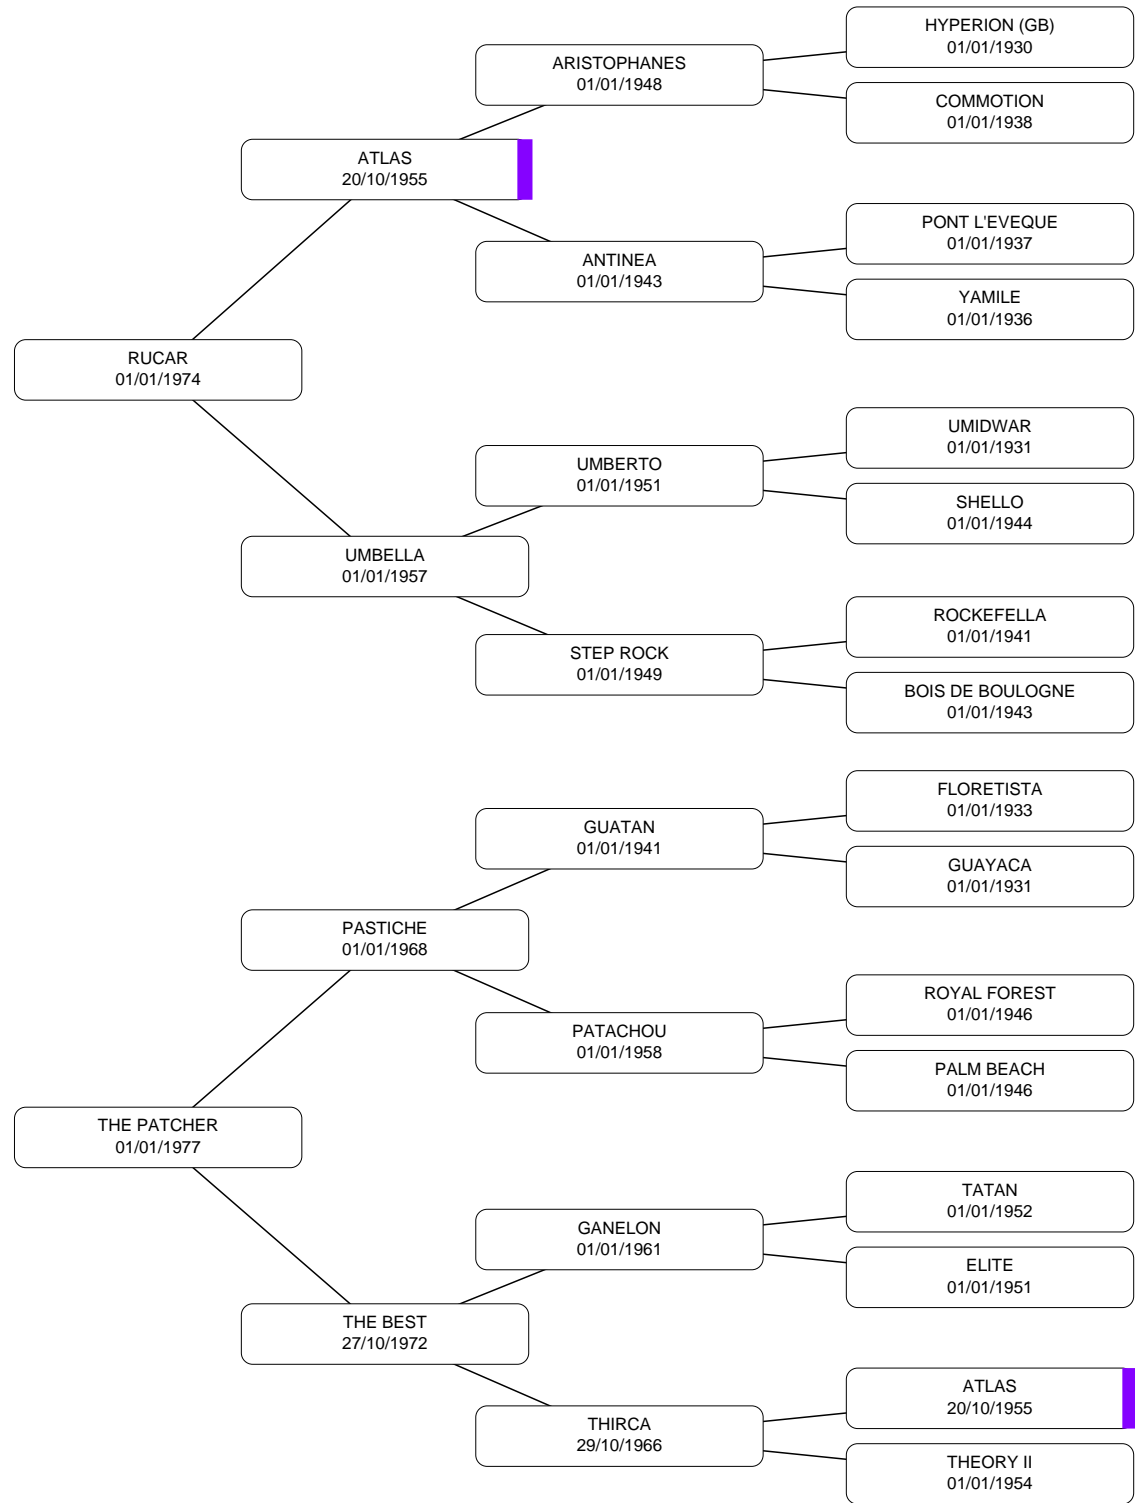 HYPERION (GB)
01/01/1930
ARISTOPHANES
01/01/1948
COMMOTION
01/01/1938
ATLAS
20/10/1955
PONT L'EVEQUE
01/01/1937
ANTINEA
01/01/1943
YAMILE
01/01/1936
RUCAR
01/01/1974
UMIDWAR
01/01/1931
UMBERTO
01/01/1951
SHELLO
01/01/1944
UMBELLA
01/01/1957
ROCKEFELLA
01/01/1941
STEP ROCK
01/01/1949
BOIS DE BOULOGNE
01/01/1943
FLORETISTA
01/01/1933
GUATAN
01/01/1941
GUAYACA
01/01/1931
PASTICHE
01/01/1968
ROYAL FOREST
01/01/1946
PATACHOU
01/01/1958
PALM BEACH
01/01/1946
THE PATCHER
01/01/1977
TATAN
01/01/1952
GANELON
01/01/1961
ELITE
01/01/1951
THE BEST
27/10/1972
ATLAS
20/10/1955
THIRCA
29/10/1966
THEORY II
01/01/1954